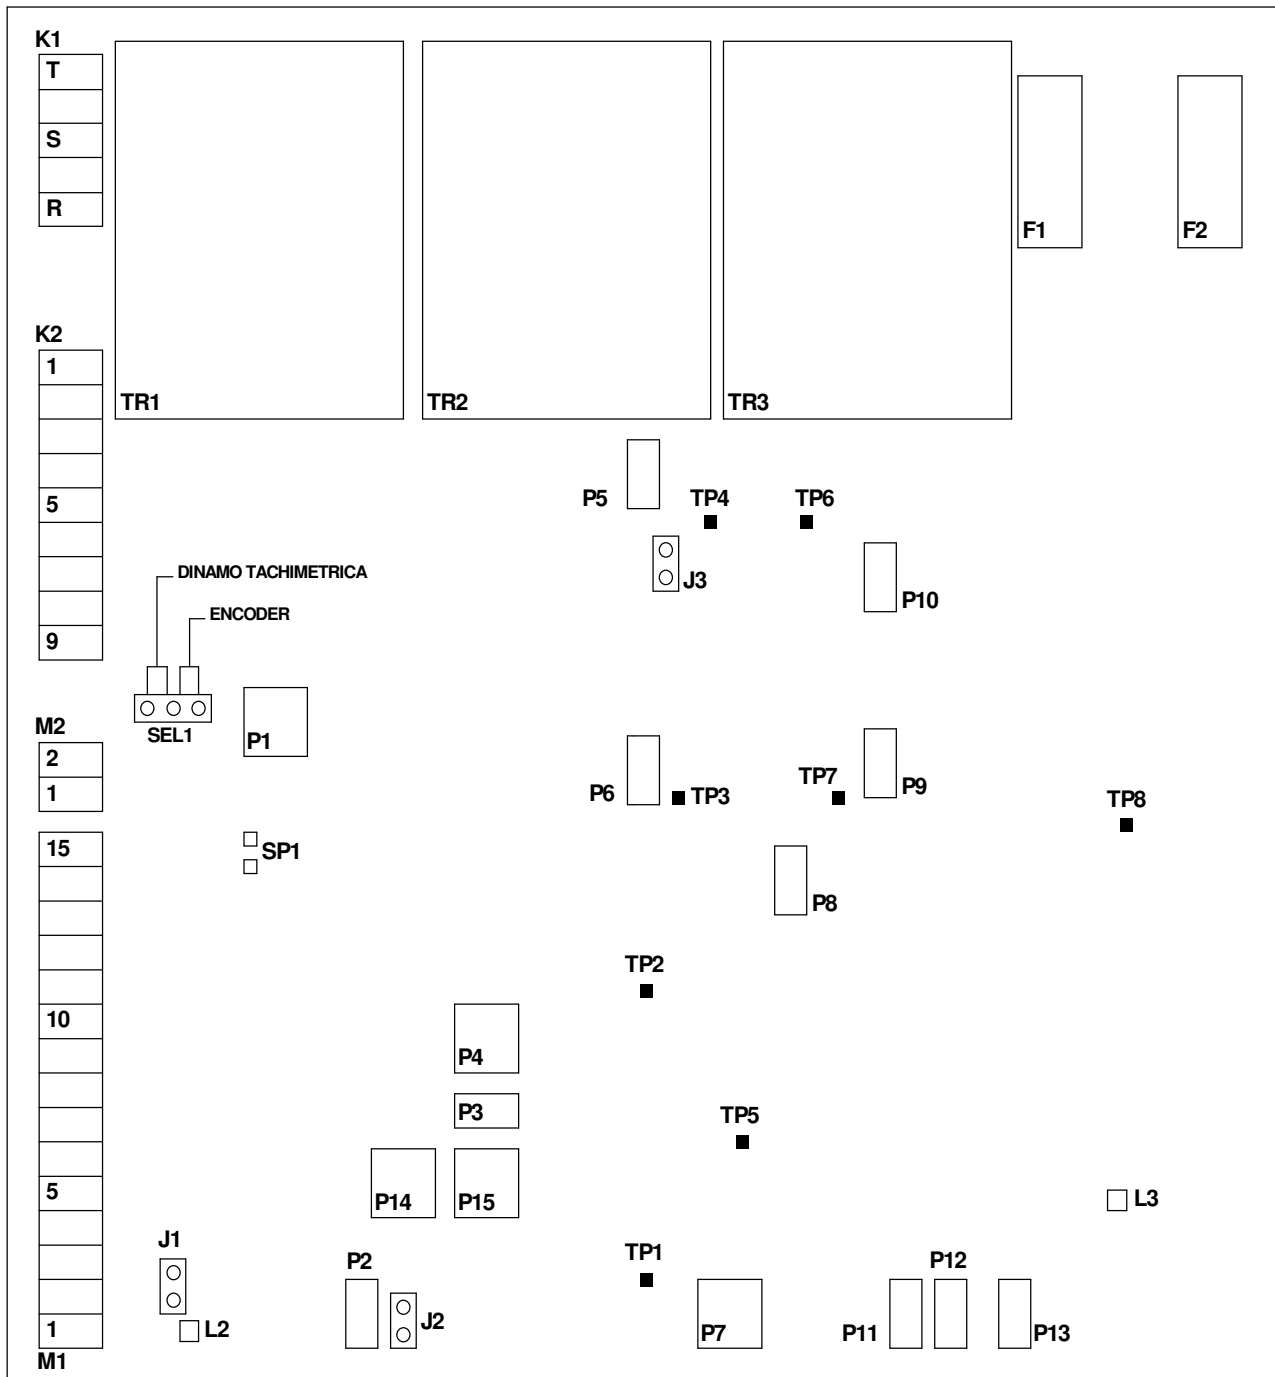 K1
T
S
R
F1
F2
K2
1
TR1
TR2
TR3
5
P5
TP4
TP6
J3
DINAMO TACHIMETRICA
P10
ENCODER
9
M2
SEL1
P1
2
1
P6
TP3
TP7
P9
TP8
15
SP1
P8
TP2
10
P4
P3
TP5
5
P14
P15
L3
J1
P2
TP1
P12
1
L2
J2
P7
P11
P13
M1